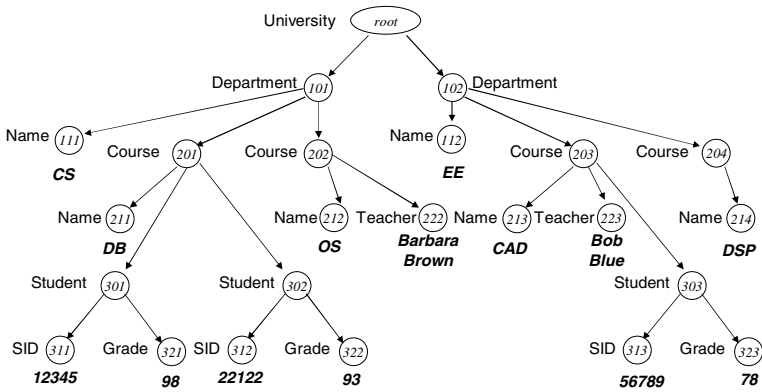 University root
Department 101 102 Department
Name 111 Name 112
CS Course 201 Course 202 EE Course 203 Course 204
Name 211 Name 212 Teacher 222 Name 213 Teacher 223 Name 214
DB OS Barbara Brown CAD Bob Blue DSP
Student 301 Student 302 Student 303
SID 311 Grade 321 SID 312 Grade 322 SID 313 Grade 323
12345 98 22122 93 56789 78